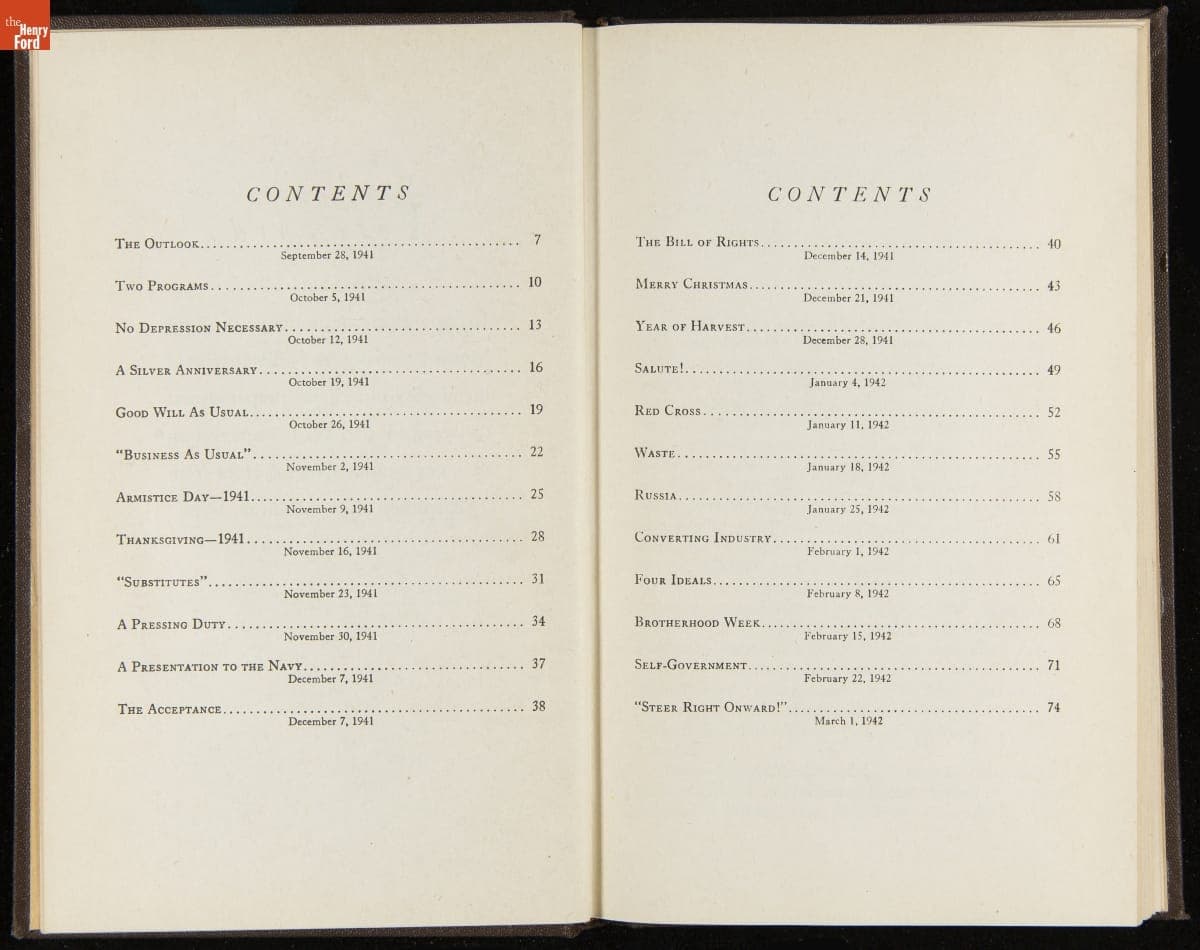 the
Henry
Ford
CONTENTS
The Outlook 7
September 28, 1941
Two Programs 10
October 5, 1941
No Depression Necessary 13
October 12, 1941
A Silver Anniversary 16
October 19, 1941
Good Will As Usual 19
October 26, 1941
"Business As Usual" 22
November 2, 1941
Armistice Day—1941 25
November 9, 1941
Thanksgiving—1941 28
November 16, 1941
"Substitutes" 31
November 23, 1941
A Pressing Duty 34
November 30, 1941
A Presentation to the Navy 37
December 7, 1941
The Acceptance 38
December 7, 1941
CONTENTS
The Bill of Rights 40
December 14, 1941
Merry Christmas 43
December 21, 1941
Year of Harvest 46
December 28, 1941
Salute! 49
January 4, 1942
Red Cross 52
January 11, 1942
Waste 55
January 18, 1942
Russia 58
January 25, 1942
Converting Industry 61
February 1, 1942
Four Ideals 65
February 8, 1942
Brotherhood Week 68
February 15, 1942
Self-Government 71
February 22, 1942
"Steer Right Onward!" 74
March 1, 1942